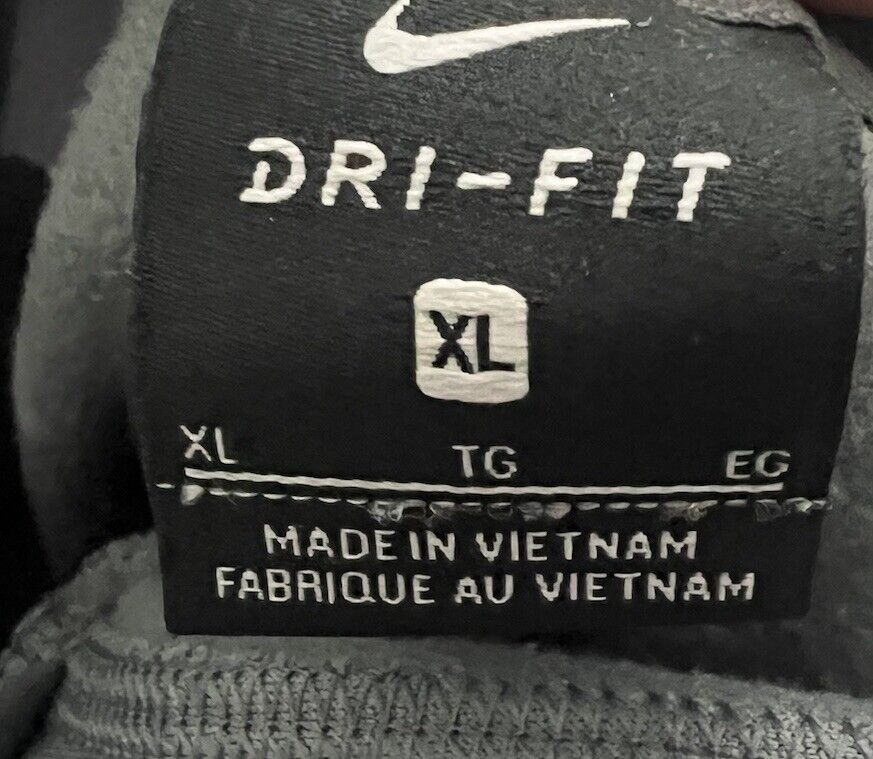 DRI-FIT
XL
XL TG EG
MADE IN VIETNAM
FABRIQUE AU VIETNAM